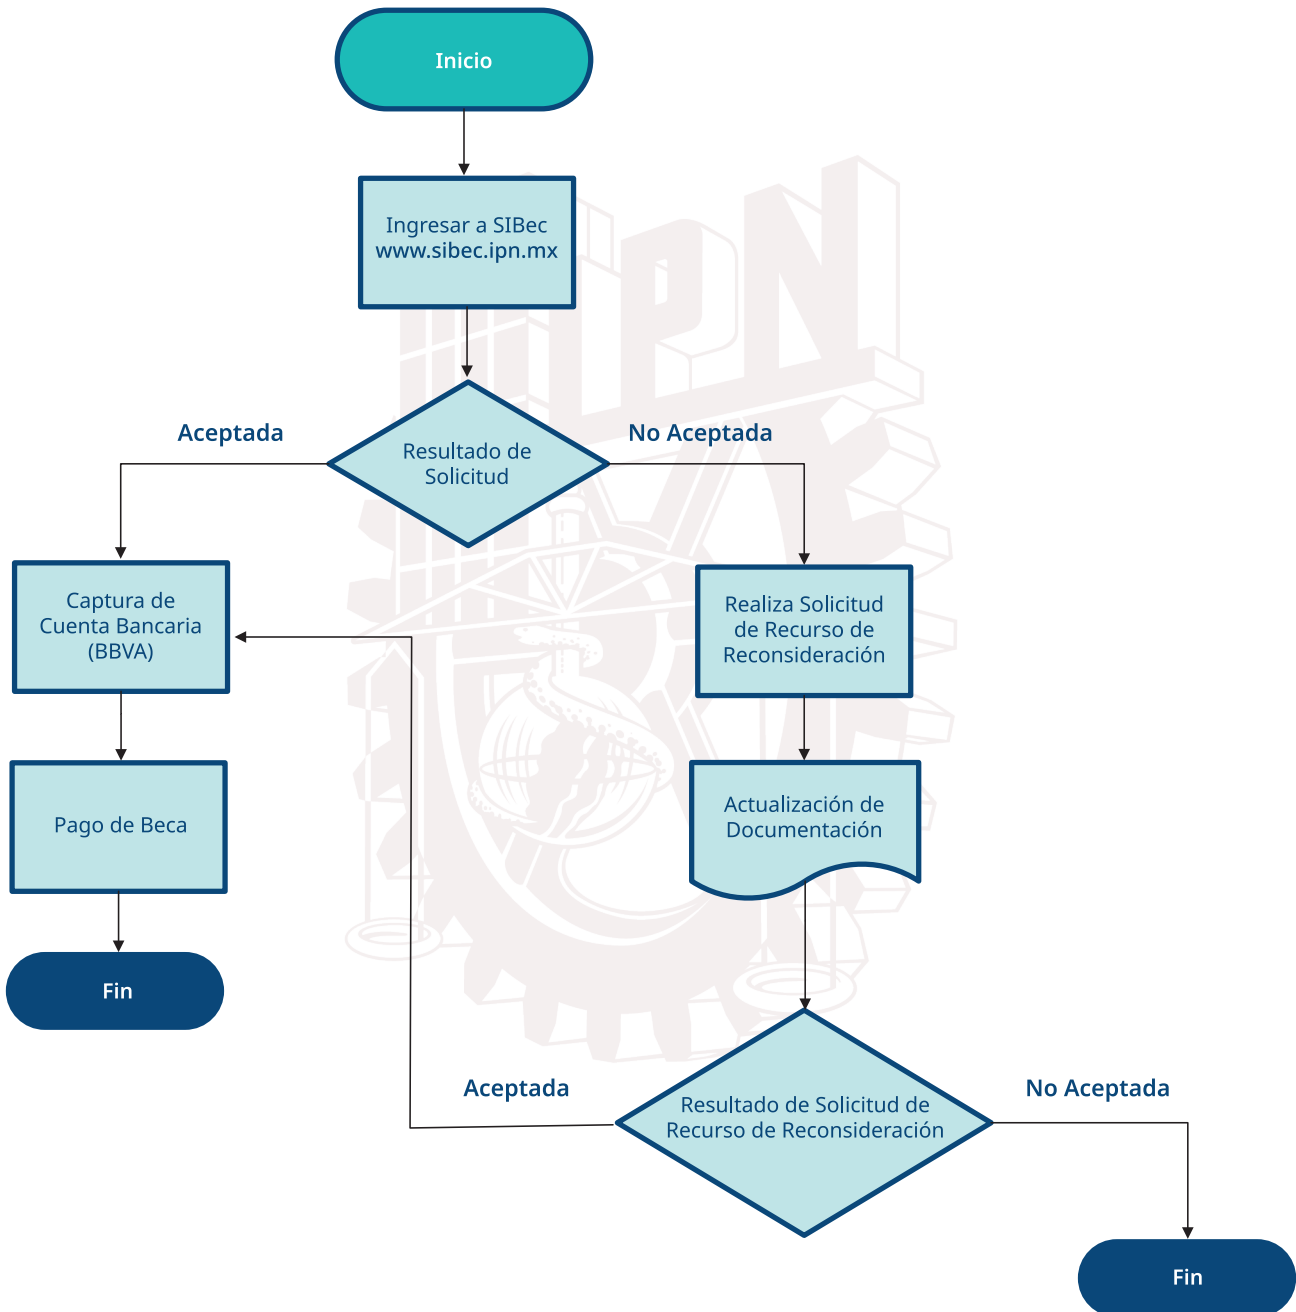 Inicio
Ingresar a SIBec
www.sibec.ipn.mx
Aceptada
No Aceptada
Resultado de
Solicitud
Captura de
Cuenta Bancaria
(BBVA)
Realiza Solicitud
de Recurso de
Reconsideración
Pago de Beca
Actualización de
Documentación
Fin
Aceptada
No Aceptada
Resultado de Solicitud de
Recurso de Reconsideración
Fin
IPN